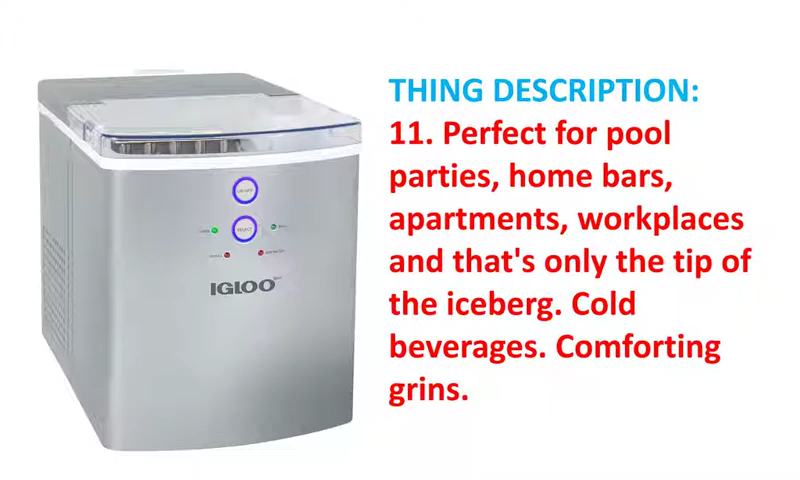 THING DESCRIPTION:
11. Perfect for pool
parties, home bars,
apartments, workplaces
and that's only the tip of
the iceberg. Cold
beverages. Comforting
grins.
SELECT
IGLOO